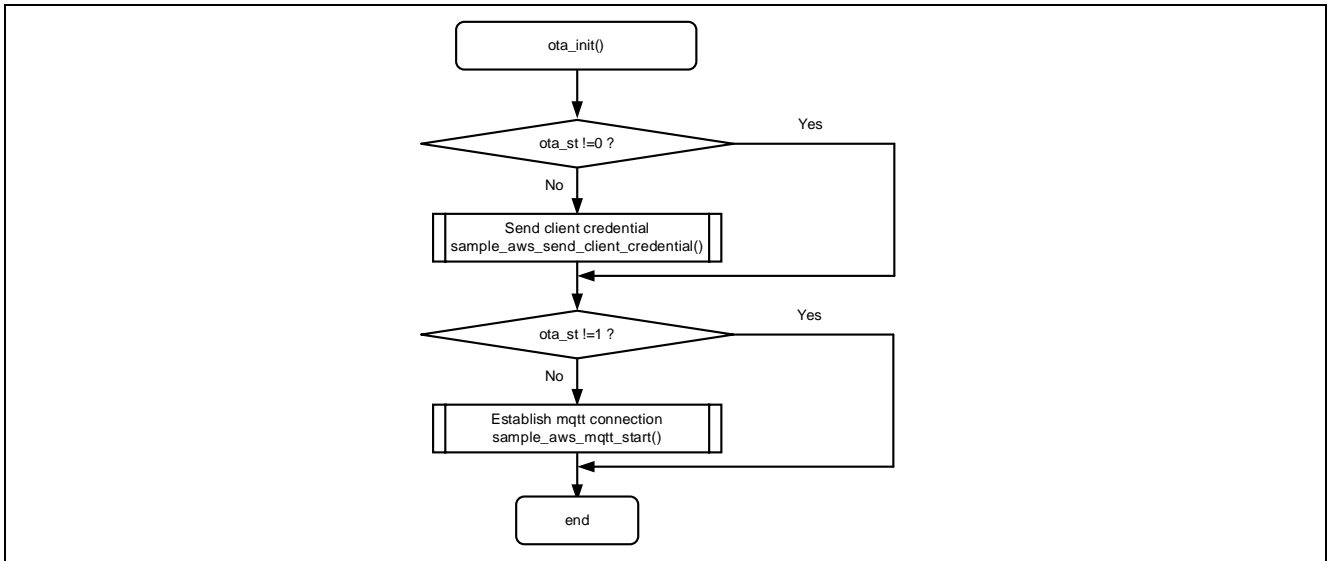 ota_init()
ota_st !=0 ?
Yes
No
Send client credential
sample_aws_send_client_credential()
ota_st !=1 ?
Yes
No
Establish mqtt connection
sample_aws_mqtt_start()
end